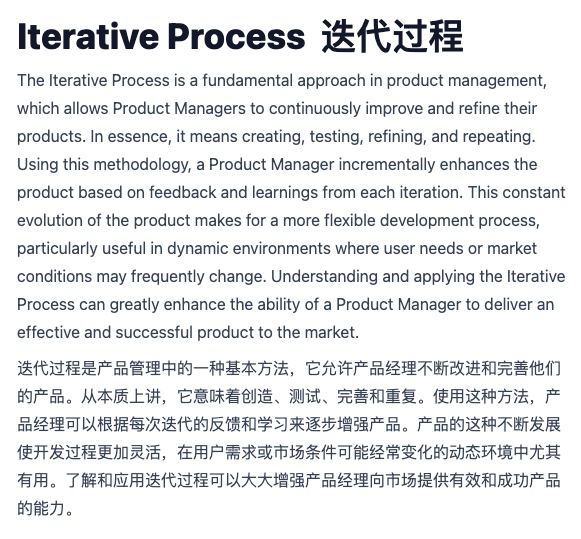 Iterative Process 迭代过程
The Iterative Process is a fundamental approach in product management,
which allows Product Managers to continuously improve and refine their
products. In essence, it means creating, testing, refining, and repeating.
Using this methodology, a Product Manager incrementally enhances the
product based on feedback and learnings from each iteration. This constant
evolution of the product makes for a more flexible development process,
particularly useful in dynamic environments where user needs or market
conditions may frequently change. Understanding and applying the Iterative
Process can greatly enhance the ability of a Product Manager to deliver an
effective and successful product to the market.
迭代过程是产品管理中的一种基本方法，它允许产品经理不断改进和完善他们
的产品。从本质上讲，它意味着创造、测试、完善和重复。使用这种方法，产
品经理可以根据每次迭代的反馈和学习来逐步增强产品。产品的这种不断发展
使开发过程更加灵活，在用户需求或市场条件可能经常变化的动态环境中尤其
有用。了解和应用迭代过程可以大大增强产品经理向市场提供有效和成功产品
的能力。